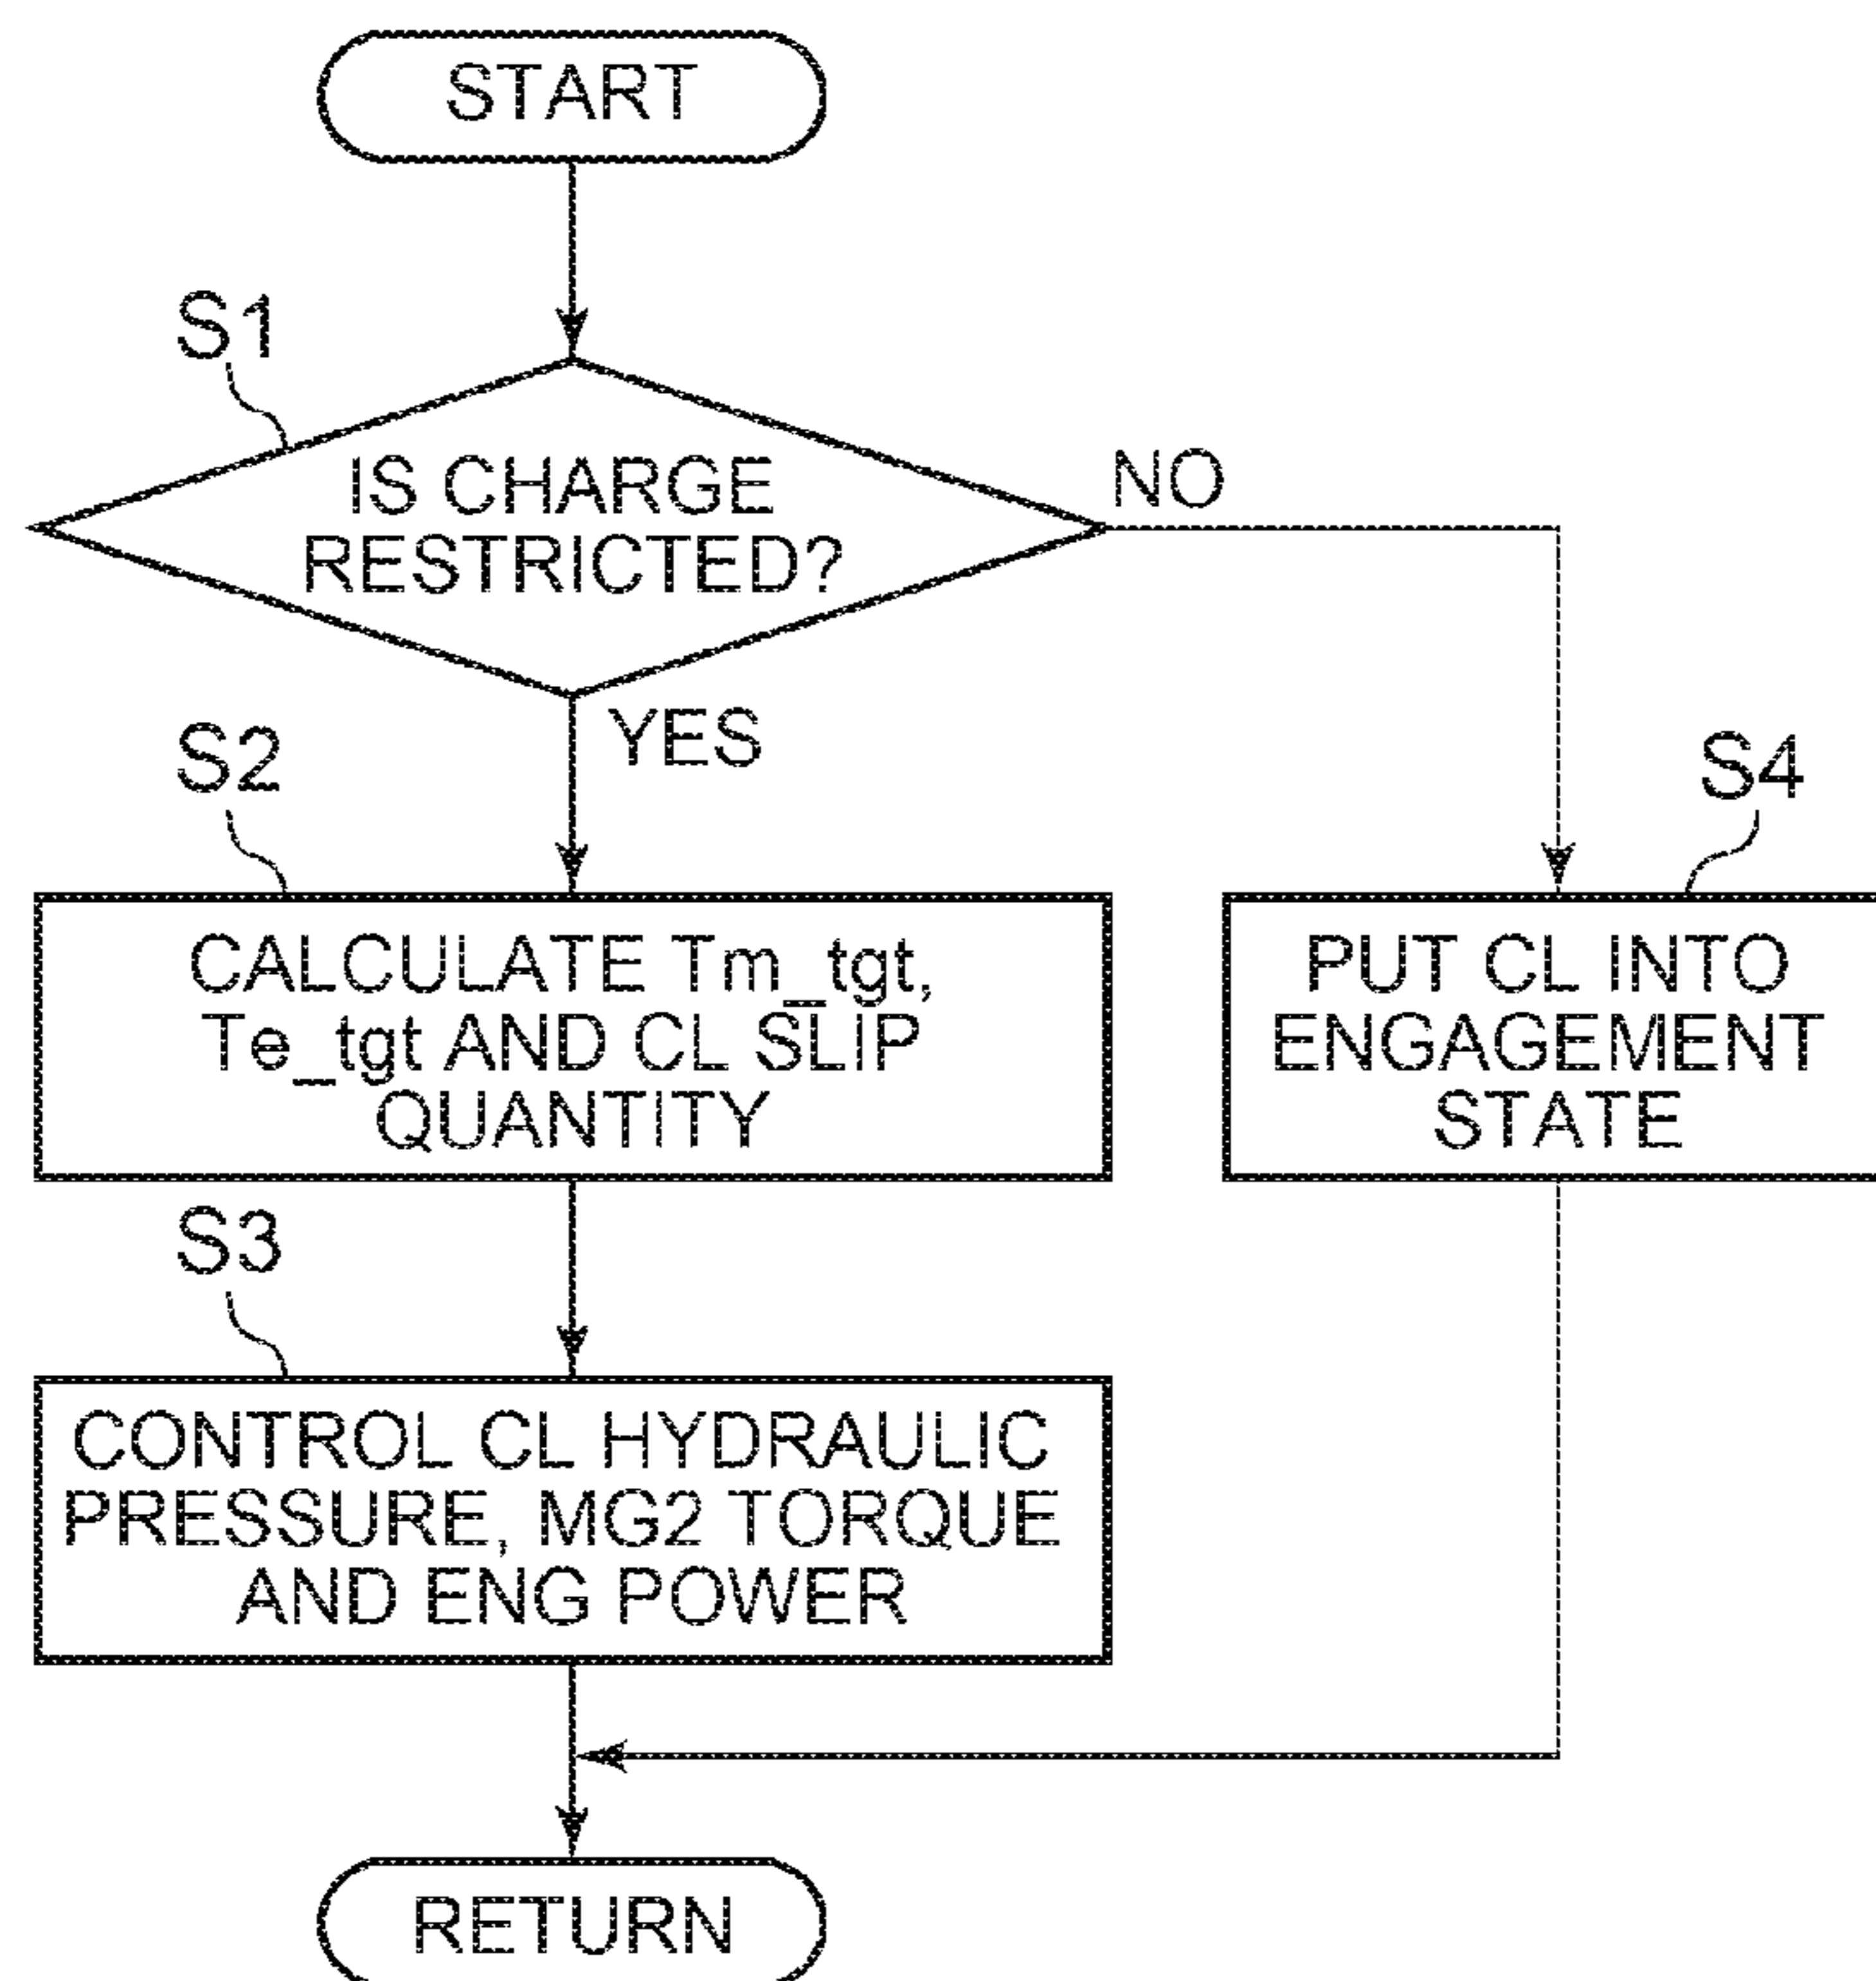 START
S1
IS CHARGE
RESTRICTED?
NO
YES
S2
CALCULATE Tm_tgt,
Te_tgt AND CL SLIP
QUANTITY
S4
PUT CL INTO
ENGAGEMENT
STATE
S3
CONTROL CL HYDRAULIC
PRESSURE, MG2 TORQUE
AND ENG POWER
RETURN